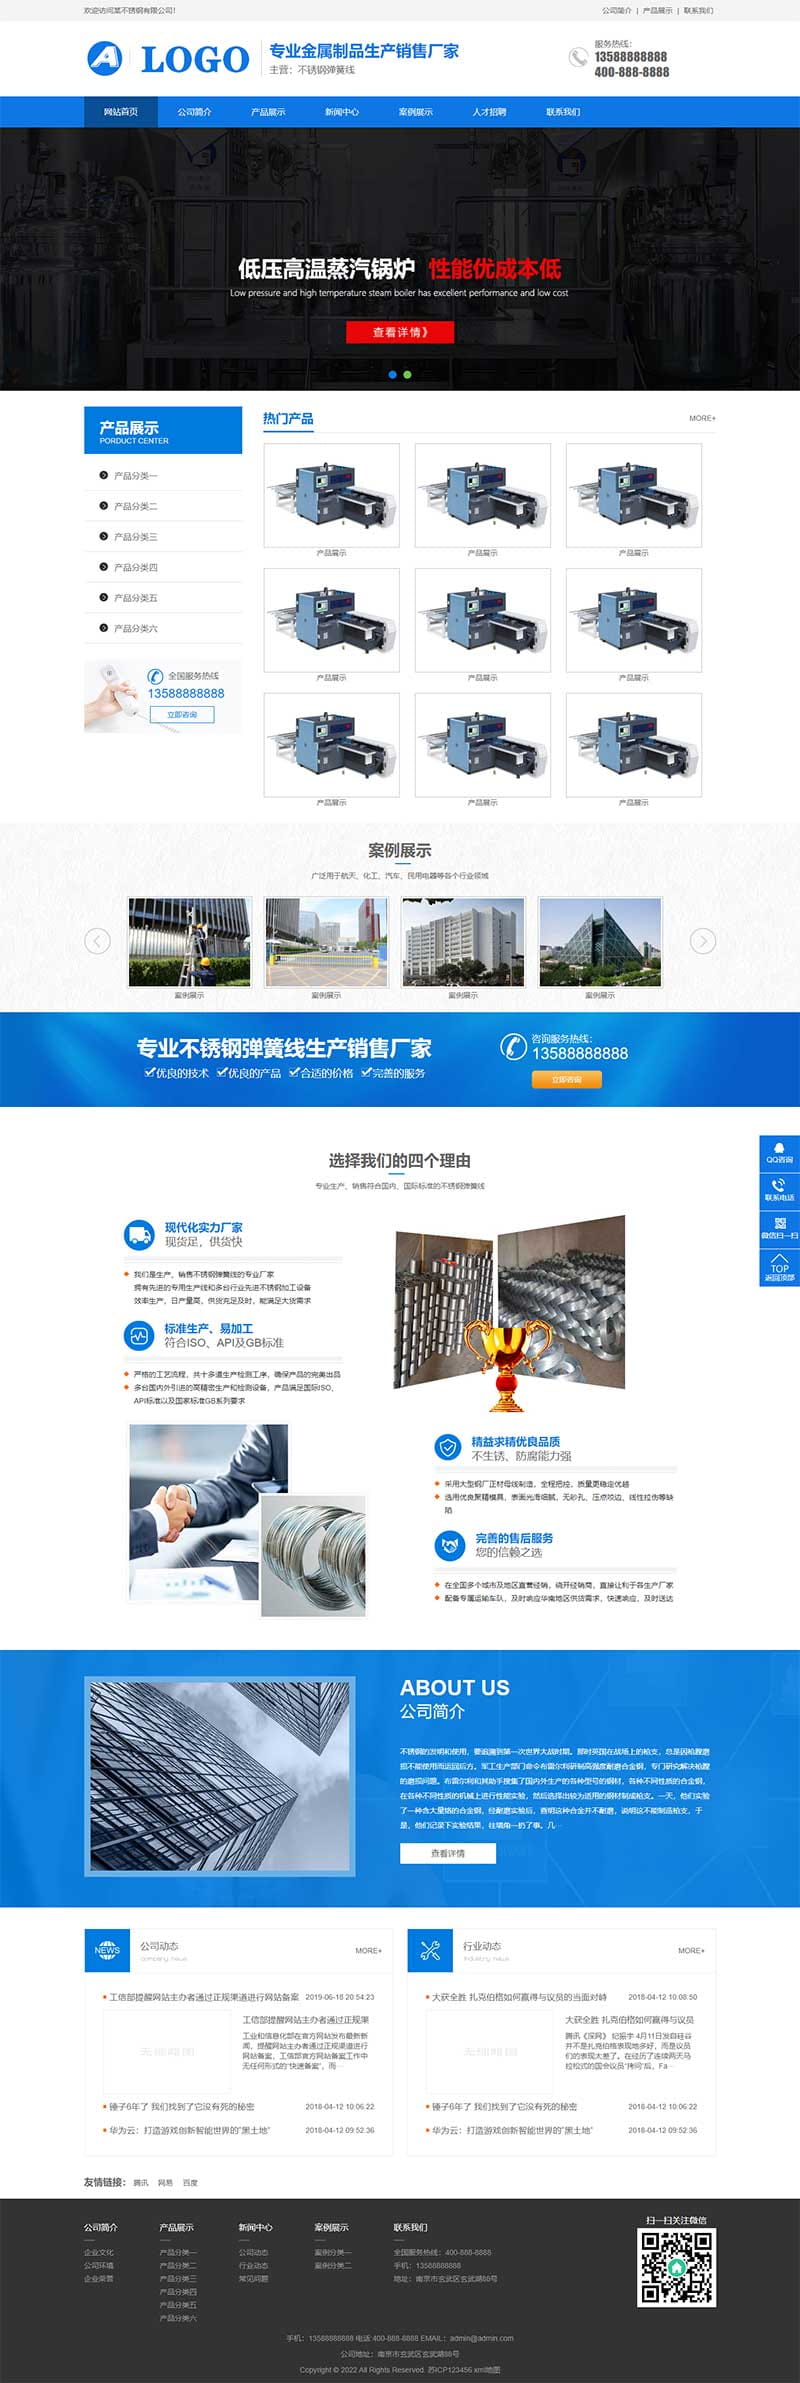 欢迎访问某不锈钢有限公司!
公司简介 | 产品展示 | 联系我们
LOGO
专业金属制品生产销售厂家
主营：不锈钢弹簧线
服务热线：
13588888888
400-888-8888
网站首页 公司简介 产品展示 新闻中心 案例展示 人才招聘 联系我们
低压高温蒸汽锅炉 性能优成本低
Low pressure and high temperature steam boiler has excellent performance and low cost
查看详情》
产品展示
PORDUCT CENTER
产品分类一
产品分类二
产品分类三
产品分类四
产品分类五
产品分类六
全国服务热线
13588888888
立即咨询
热门产品
MORE+
产品展示 产品展示 产品展示
产品展示 产品展示 产品展示
产品展示 产品展示 产品展示
案例展示
广泛用于航天、化工、汽车、民用电器等各个行业领域
案例展示 案例展示 案例展示 案例展示
专业不锈钢弹簧线生产销售厂家
优良的技术 优良的产品 合适的价格 完善的服务
咨询服务热线：
13588888888
立即咨询
QQ咨询
联系电话
微信扫一扫
TOP
返回顶部
选择我们的四个理由
专业生产、销售符合国内、国际标准的不锈钢弹簧线
现代化实力厂家
现货足，供货快
我们是生产、销售不锈钢弹簧线的专业厂家
拥有先进的专用生产线和多台行业先进不锈钢加工设备
效率生产，日产量高，供货充足及时，能满足大货需求
标准生产、易加工
符合ISO、API及GB标准
严格的工艺流程，共十多道生产检测工序，确保产品的完美出品
多台国内外引进的高精密生产和检测设备，产品满足国际ISO、
API标准以及国家标准GB系列要求
精益求精优良品质
不生锈、防腐能力强
采用大型钢厂正材母线制造，全程把控，质量更稳定优越
选用优良聚精模具，表面光滑细腻，无砂孔、压点咬边、线性拉伤等缺
陷
完善的售后服务
您的信赖之选
在全国多个城市及地区直营经销，绕开经销商，直接让利于各生产厂家
配备专属运输车队，及时响应华南地区供货需求，快速响应，及时送达
ABOUT US
公司简介
不锈钢的发明和使用，要追溯到第一次世界大战时期。那时英国在战场上的枪支，总是因枪膛磨
损不能使用而运回后方。军工生产部门命令布雷尔利研制高强度耐磨合金钢，专门研究解决枪膛
的磨损问题。布雷尔利和其助手搜集了国内外生产的各种型号的钢材，各种不同性质的合金钢，
在各种不同性质的机械上进行性能实验，然后选择出较为适用的钢材制成枪支。一天，他们实验
了一种含大量铬的合金钢，经耐磨实验后，查明这种合金并不耐磨，说明这不能制造枪支，于
是，他们记录下实验结果，往墙角一扔了事。几···
查看详情
NEWS
公司动态
company news
MORE+
工信部提醒网站主办者通过正规渠道进行网站备案 2019-06-18 20:54:23
无缩略图
工信部提醒网站主办者通过正规渠
工业和信息化部在官方网站发布最新新
闻，提醒网站主办者通过正规渠道进行
网站备案，工信部官方网站备案工作中
无任何形式的“快速备案”，而···
锤子6年了 我们找到了它没有死的秘密 2018-04-12 10:06:22
华为云：打造游戏创新智能世界的“黑土地” 2018-04-12 09:52:36
行业动态
Industry news
MORE+
大获全胜 扎克伯格如何赢得与议员的当面对峙 2018-04-12 10:08:50
大获全胜 扎克伯格如何赢得与议员
腾讯《深网》 纪振宇 4月11日发自硅谷
并不是扎克伯格表现地多好，而是议员
们的表现太差了。在经历了连续两天马
拉松式的国会议员“拷问”后，Fa···
锤子6年了 我们找到了它没有死的秘密 2018-04-12 10:06:22
华为云：打造游戏创新智能世界的“黑土地” 2018-04-12 09:52:36
友情链接： 腾讯 网易 百度
公司简介
企业文化
公司环境
企业荣誉
产品展示
产品分类一
产品分类二
产品分类三
产品分类四
产品分类五
产品分类六
新闻中心
公司动态
行业动态
常见问题
案例展示
案例分类一
案例分类二
联系我们
全国服务热线：400-888-8888
手机：13588888888
地址：南京市玄武区玄武路88号
扫一扫关注微信
手机：13588888888 电话:400-888-8888 EMAIL：admin@admin.com
公司地址：南京市玄武区玄武路88号
Copyright © 2022 All Rights Reserved. 苏ICP123456 xml地图